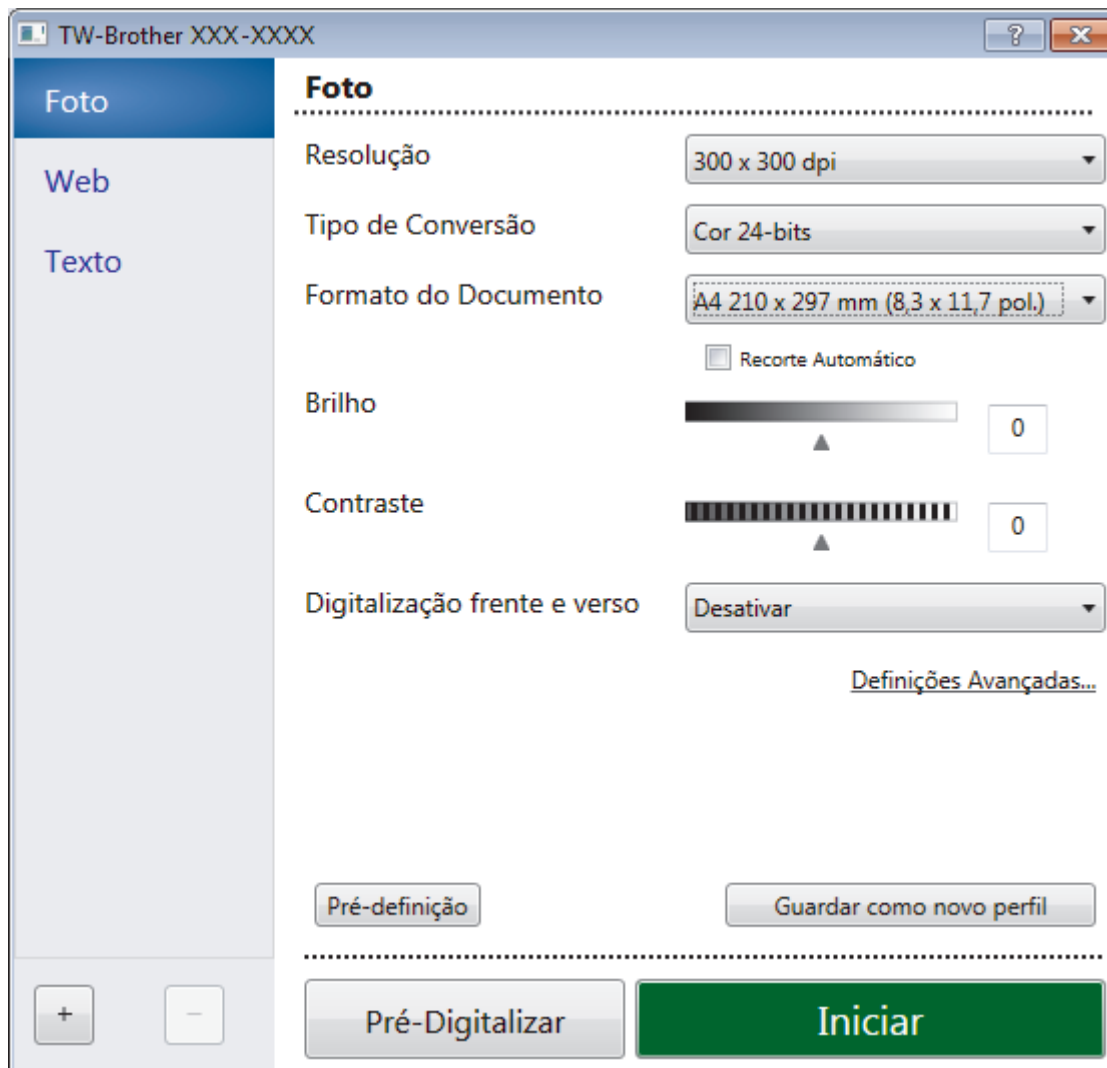 TW-Brother XXX-XXXX
?
Foto
Web
Texto
Foto
Resolução
300 x 300 dpi
Tipo de Conversão
Cor 24-bits
Formato do Documento
A4 210 x 297 mm (8,3 x 11,7 pol.)
Recorte Automático
Brilho
0
Contraste
0
Digitalização frente e verso
Desativar
Definições Avançadas...
Pré-definição
Guardar como novo perfil
+
−
Pré-Digitalizar
Iniciar